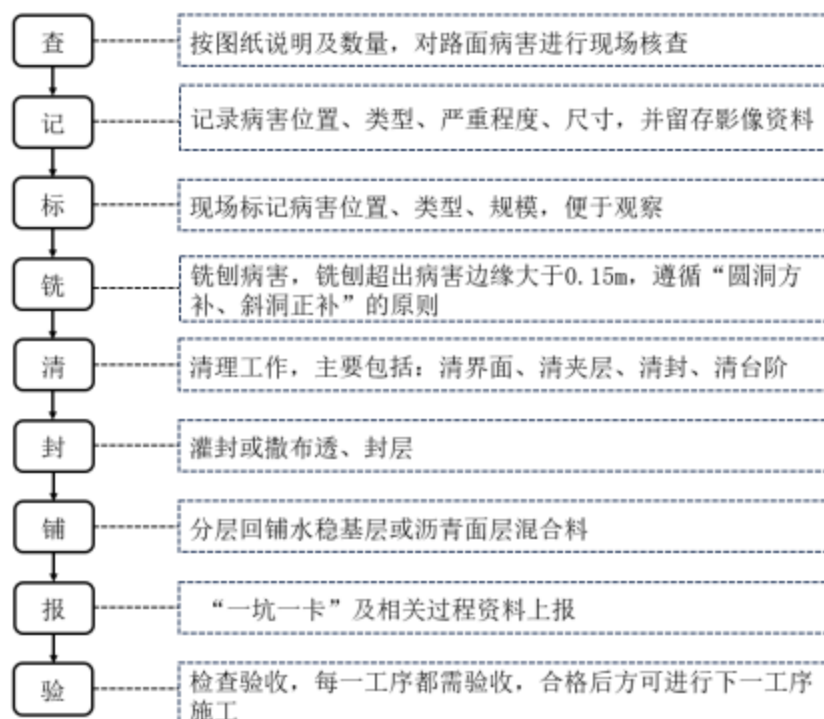 查
按图纸说明及数量，对路面病害进行现场核查
记
记录病害位置、类型、严重程度、尺寸，并留存影像资料
标
现场标记病害位置、类型、规模，便于观察
铣
铣刨病害，铣刨超出病害边缘大于0.15m，遵循“圆洞方
补、斜洞正补”的原则
清
清理工作，主要包括：清界面、清夹层、清封、清台阶
封
灌封或撒布透、封层
铺
分层回铺水稳基层或沥青面层混合料
报
“一坑一卡”及相关过程资料上报
验
检查验收，每一工序都需验收，合格后方可进行下一工序
施工